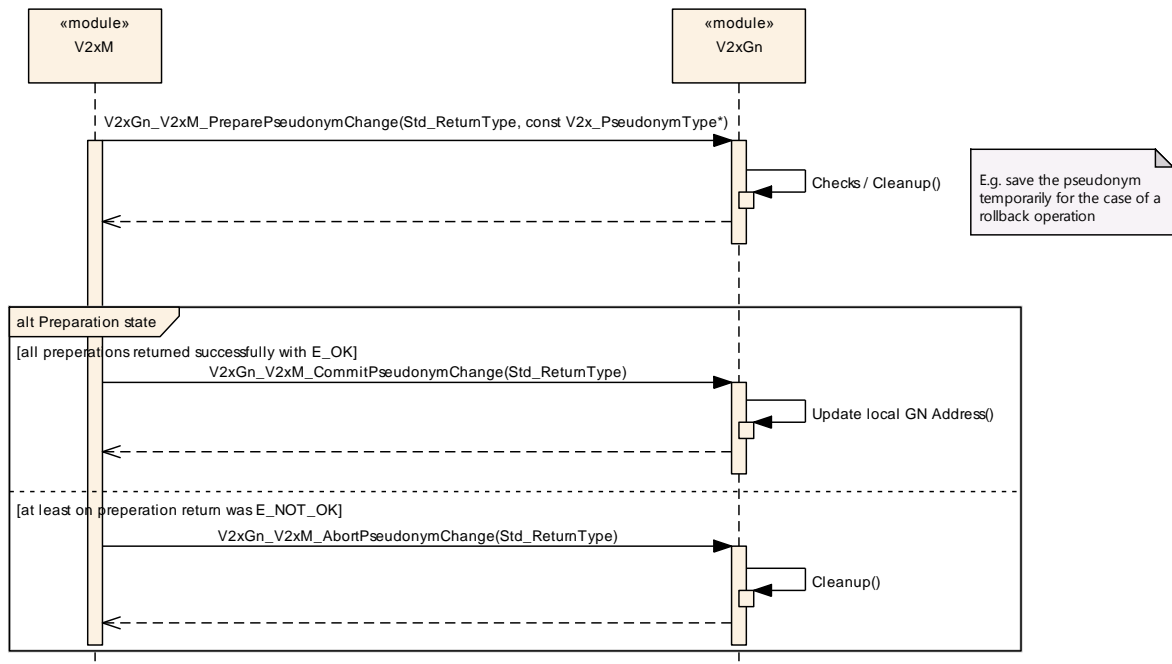 «module»
V2xM
«module»
V2xGn
V2xGn_V2xM_PreparePseudonymChange(Std_ReturnType, const V2x_PseudonymType*)
Checks / Cleanup()
E.g. save the pseudonym
temporarily for the case of a
rollback operation
alt Preparation state
[all preperations returned successfully with E_OK]
V2xGn_V2xM_CommitPseudonymChange(Std_ReturnType)
Update local GN Address()
[at least on preperation return was E_NOT_OK]
V2xGn_V2xM_AbortPseudonymChange(Std_ReturnType)
Cleanup()